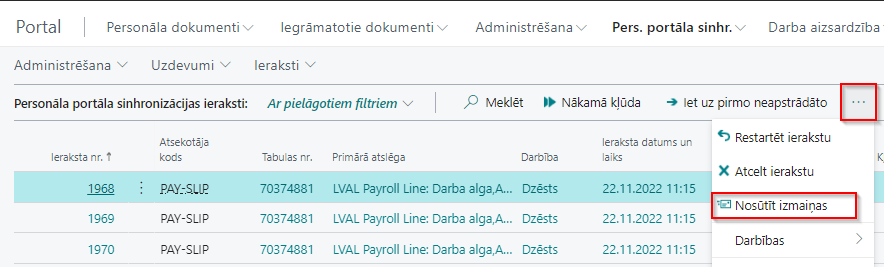 Portal Personāla dokumenti Iegrāmatotie dokumenti Administrēšana Pers. portāla sinhr. Darba aizsardzība
Administrēšana Uzdevumi Ieraksti
Personāla portāla sinhronizācijas ieraksti: Ar pielāgotiem filtriem Meklēt Nākamā kļūda Iet uz pirmo neapstrādāto ...
Ieraksta nr. ↑ Atsekotāja kods Tabulas nr. Primārā atslēga Darbība Ieraksta datums un laiks
1968 PAY-SLIP 70374881 LVAL Payroll Line: Darba alga,A... Dzēsts 22.11.2022 11:15
1969 PAY-SLIP 70374881 LVAL Payroll Line: Darba alga,A... Dzēsts 22.11.2022 11:15
1970 PAY-SLIP 70374881 LVAL Payroll Line: Darba alga,A... Dzēsts 22.11.2022 11:15
Restartēt ierakstu
Atcelt ierakstu
Nosūtīt izmaiņas
Darbības